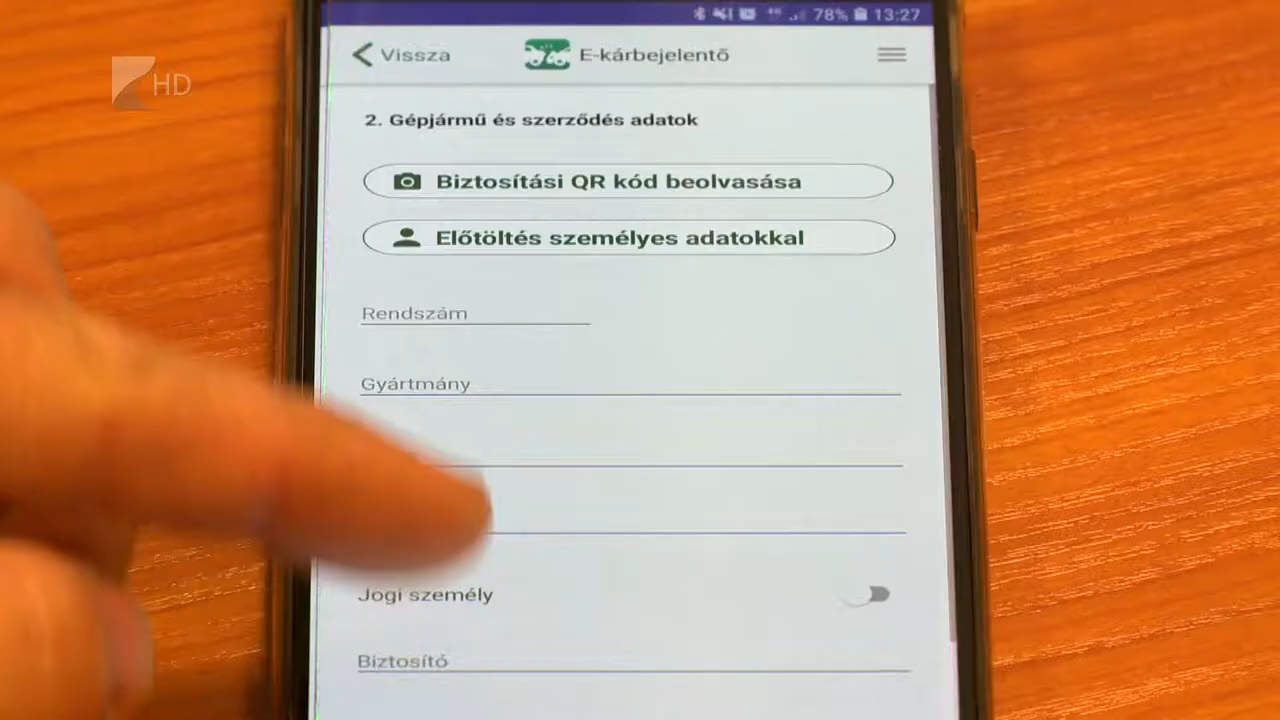 78% 13:27
Vissza E-kárbejelentő
HD
2. Gépjármű és szerződés adatok
Biztosítási QR kód beolvasása
Előtöltés személyes adatokkal
Rendszám
Gyártmány
Jogi személy
Biztosító